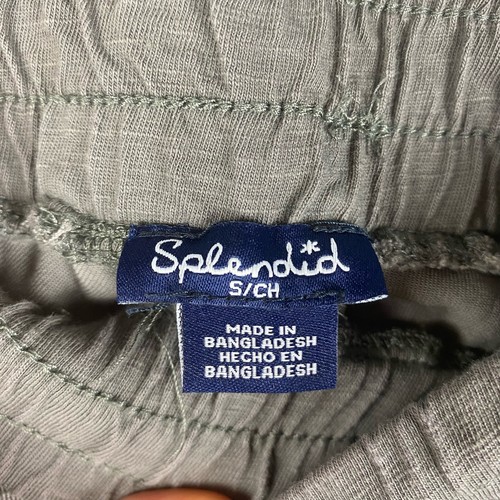 Splendid
S/CH
MADE IN
BANGLADESH
HECHO EN
BANGLADESH